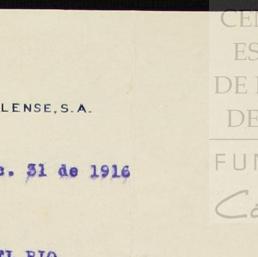 LENSE, S. A.
c. 31 de 1916
CE
ES
DE
DE
FUN
C